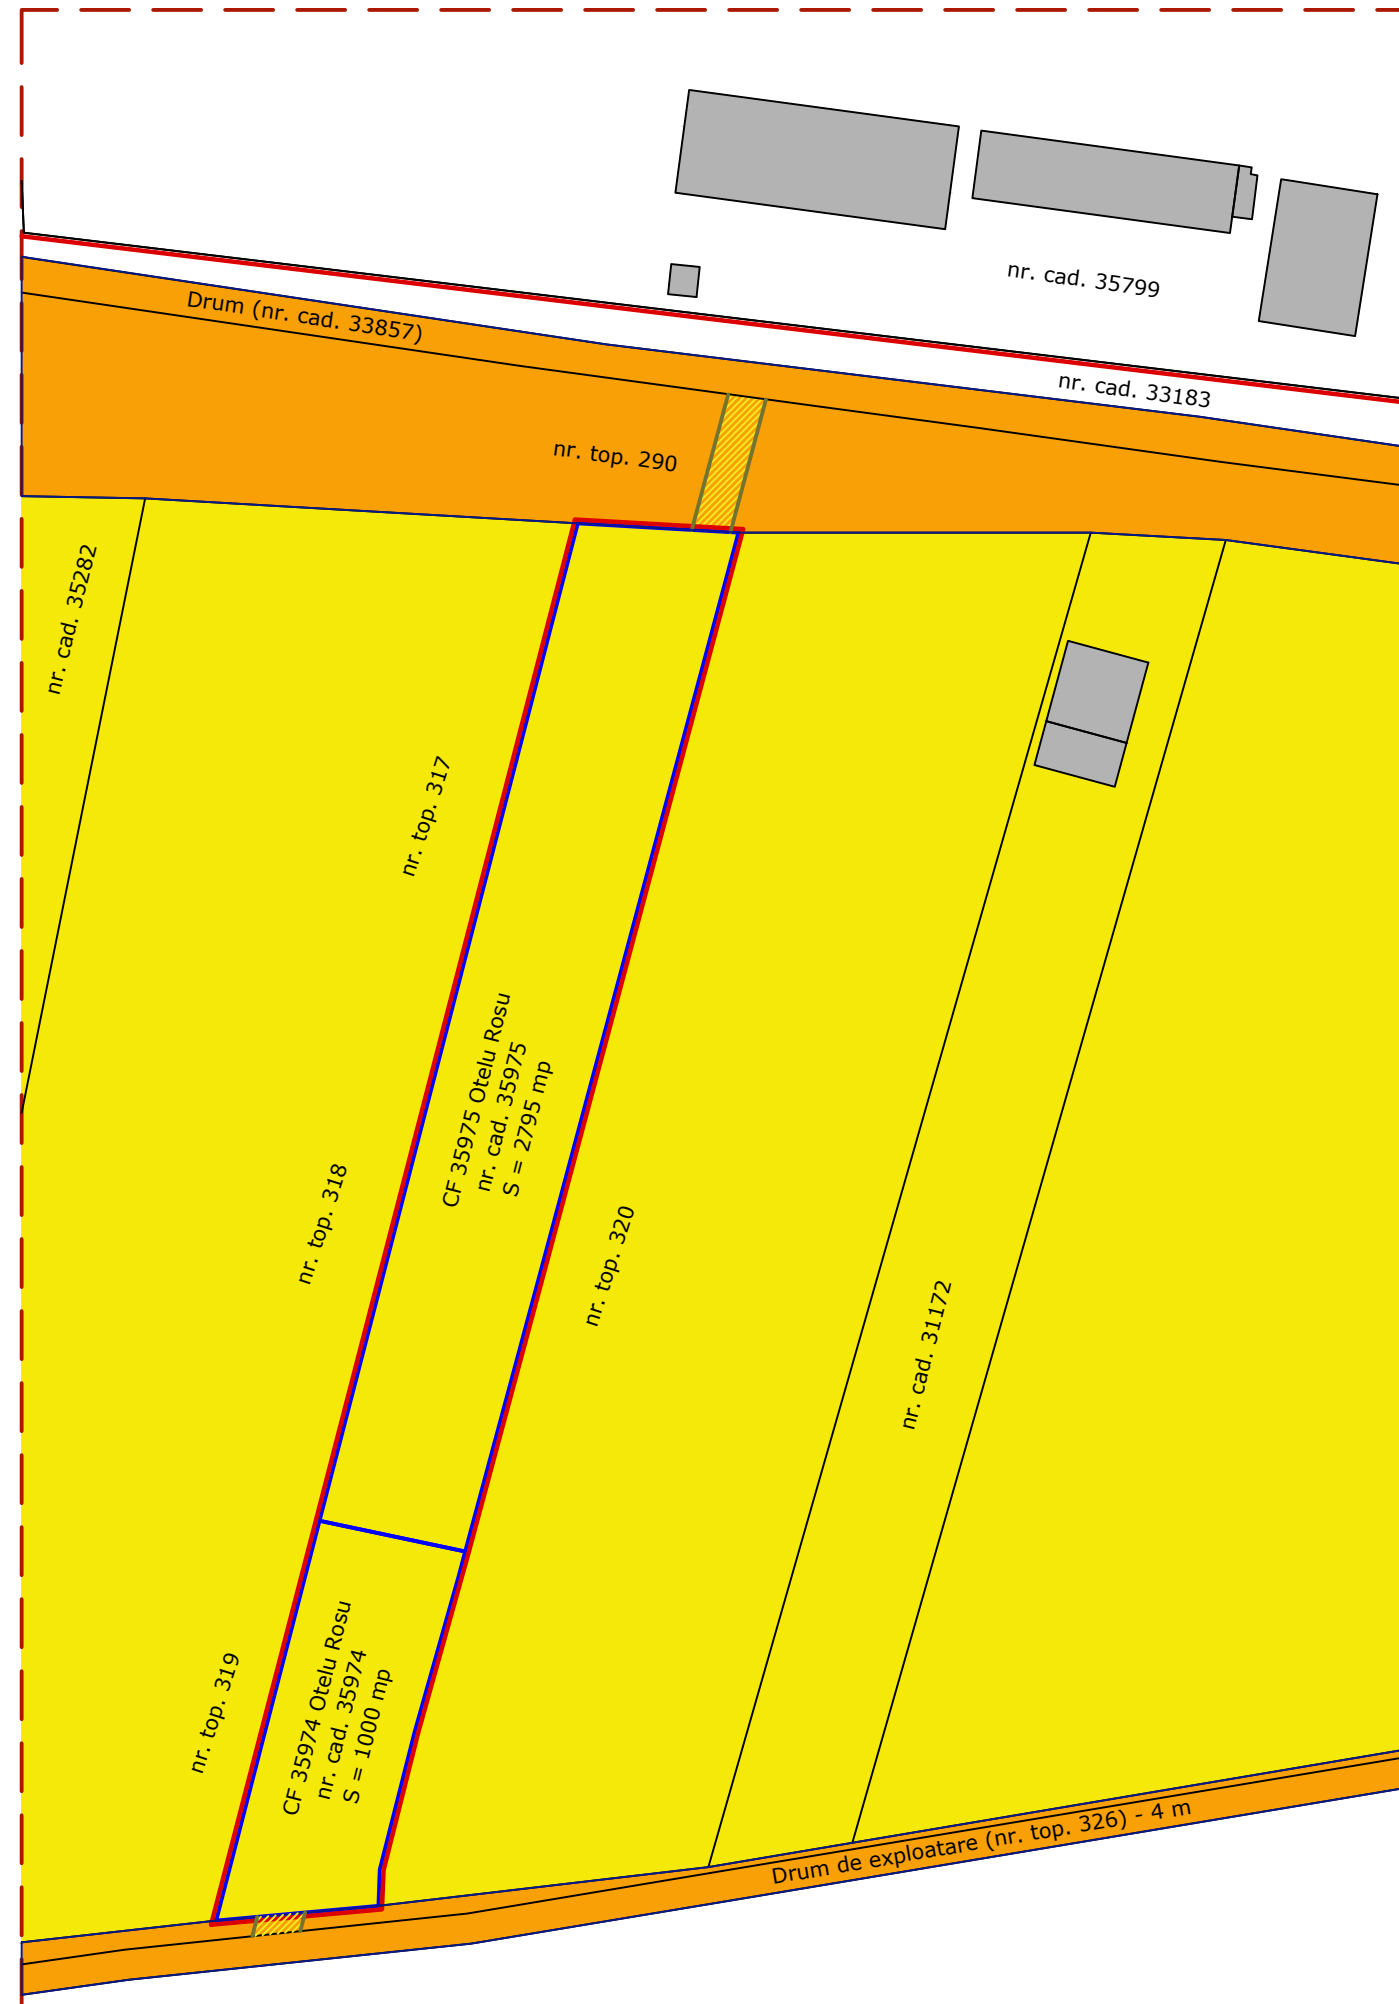 nr. cad. 35799
Drum (nr. cad. 33857)
nr. cad. 33183
nr. top. 290
nr. cad. 35282
nr. top. 317
CF 35975 Otelu Rosu
nr. cad. 35975
S = 2795 mp
nr. top. 318
nr. top. 320
nr. cad. 31172
nr. top. 319
CF 35974 Otelu Rosu
nr. cad. 35974
S = 1000 mp
Drum de exploatare (nr. top. 326) - 4 m